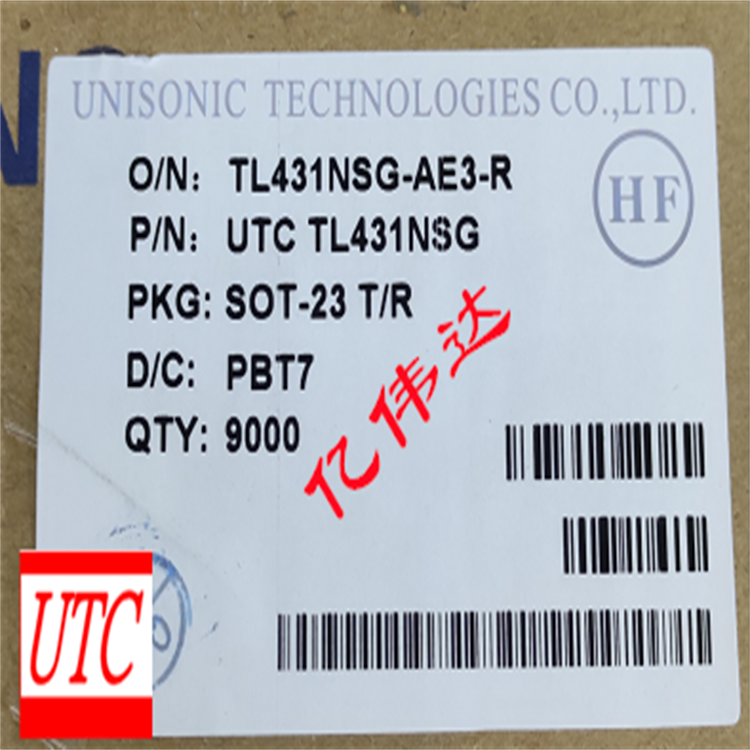 UNISONIC TECHNOLOGIES CO.,LTD.
O/N: TL431NSG-AE3-R
HF
P/N: UTC TL431NSG
PKG: SOT-23 T/R
D/C: PBT7
QTY: 9000
亿伟达
UTC